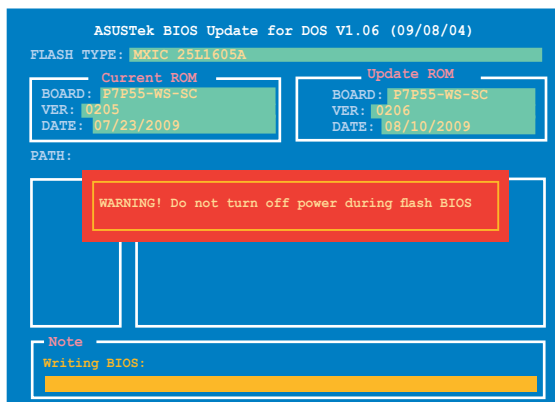 ASUSTek BIOS Update for DOS V1.06 (09/08/04)
FLASH TYPE: MXIC 25L1605A
Current ROM
BOARD: P7P55-WS-SC
VER: 0205
DATE: 07/23/2009
Update ROM
BOARD: P7P55-WS-SC
VER: 0206
DATE: 08/10/2009
PATH:
WARNING! Do not turn off power during flash BIOS
Note
Writing BIOS: